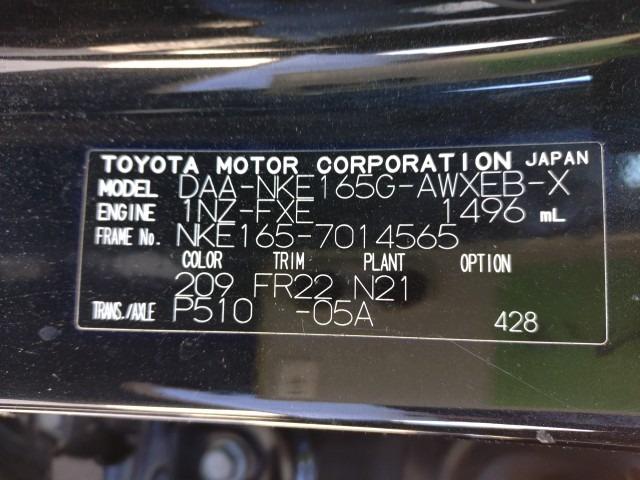 TOYOTA MOTOR CORPORATION JAPAN
MODEL DAA-NKE165G-AWXEB-X
ENGINE 1NZ-FXE 1496 mL
FRAME No. NKE165-7014565
COLOR TRIM PLANT OPTION
209 FR22 N21
TRANS./AXLE P510 -05A 428